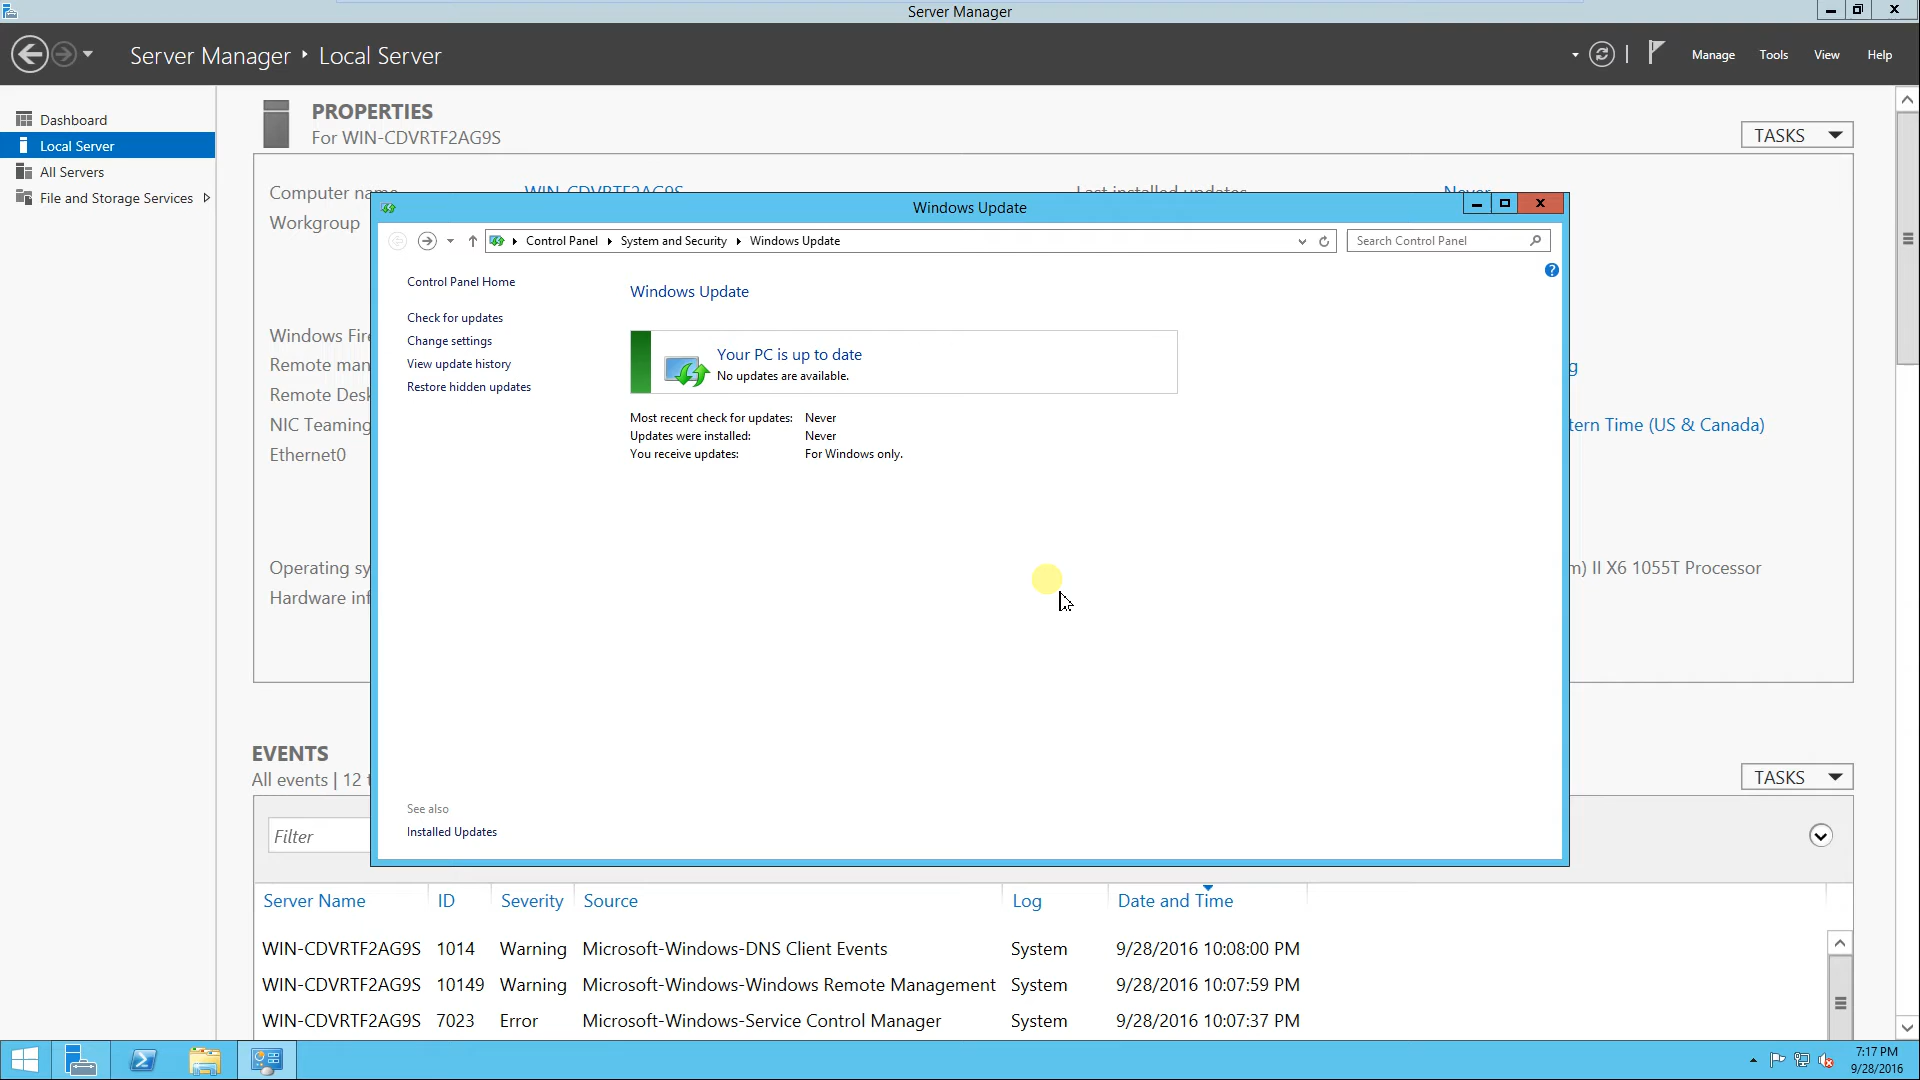 Server Manager
Server Manager ‣ Local Server
Manage Tools View Help
Dashboard
Local Server
All Servers
File and Storage Services
PROPERTIES
For WIN-CDVRTF2AG9S
TASKS
Computer name WIN-CDVRTF2AG9S Last installed updates Never
Workgroup
Windows Fire
Remote man
Remote Desk
NIC Teaming
Ethernet0
g
tern Time (US & Canada)
Operating sy
Hardware inf
m) II X6 1055T Processor
Windows Update
Control Panel ▸ System and Security ▸ Windows Update
Search Control Panel
Control Panel Home
Check for updates
Change settings
View update history
Restore hidden updates
Windows Update
Your PC is up to date
No updates are available.
Most recent check for updates: Never
Updates were installed: Never
You receive updates: For Windows only.
See also
Installed Updates
EVENTS
All events | 12 t
TASKS
Filter
Server Name ID Severity Source Log Date and Time
WIN-CDVRTF2AG9S 1014 Warning Microsoft-Windows-DNS Client Events System 9/28/2016 10:08:00 PM
WIN-CDVRTF2AG9S 10149 Warning Microsoft-Windows-Windows Remote Management System 9/28/2016 10:07:59 PM
WIN-CDVRTF2AG9S 7023 Error Microsoft-Windows-Service Control Manager System 9/28/2016 10:07:37 PM
7:17 PM
9/28/2016